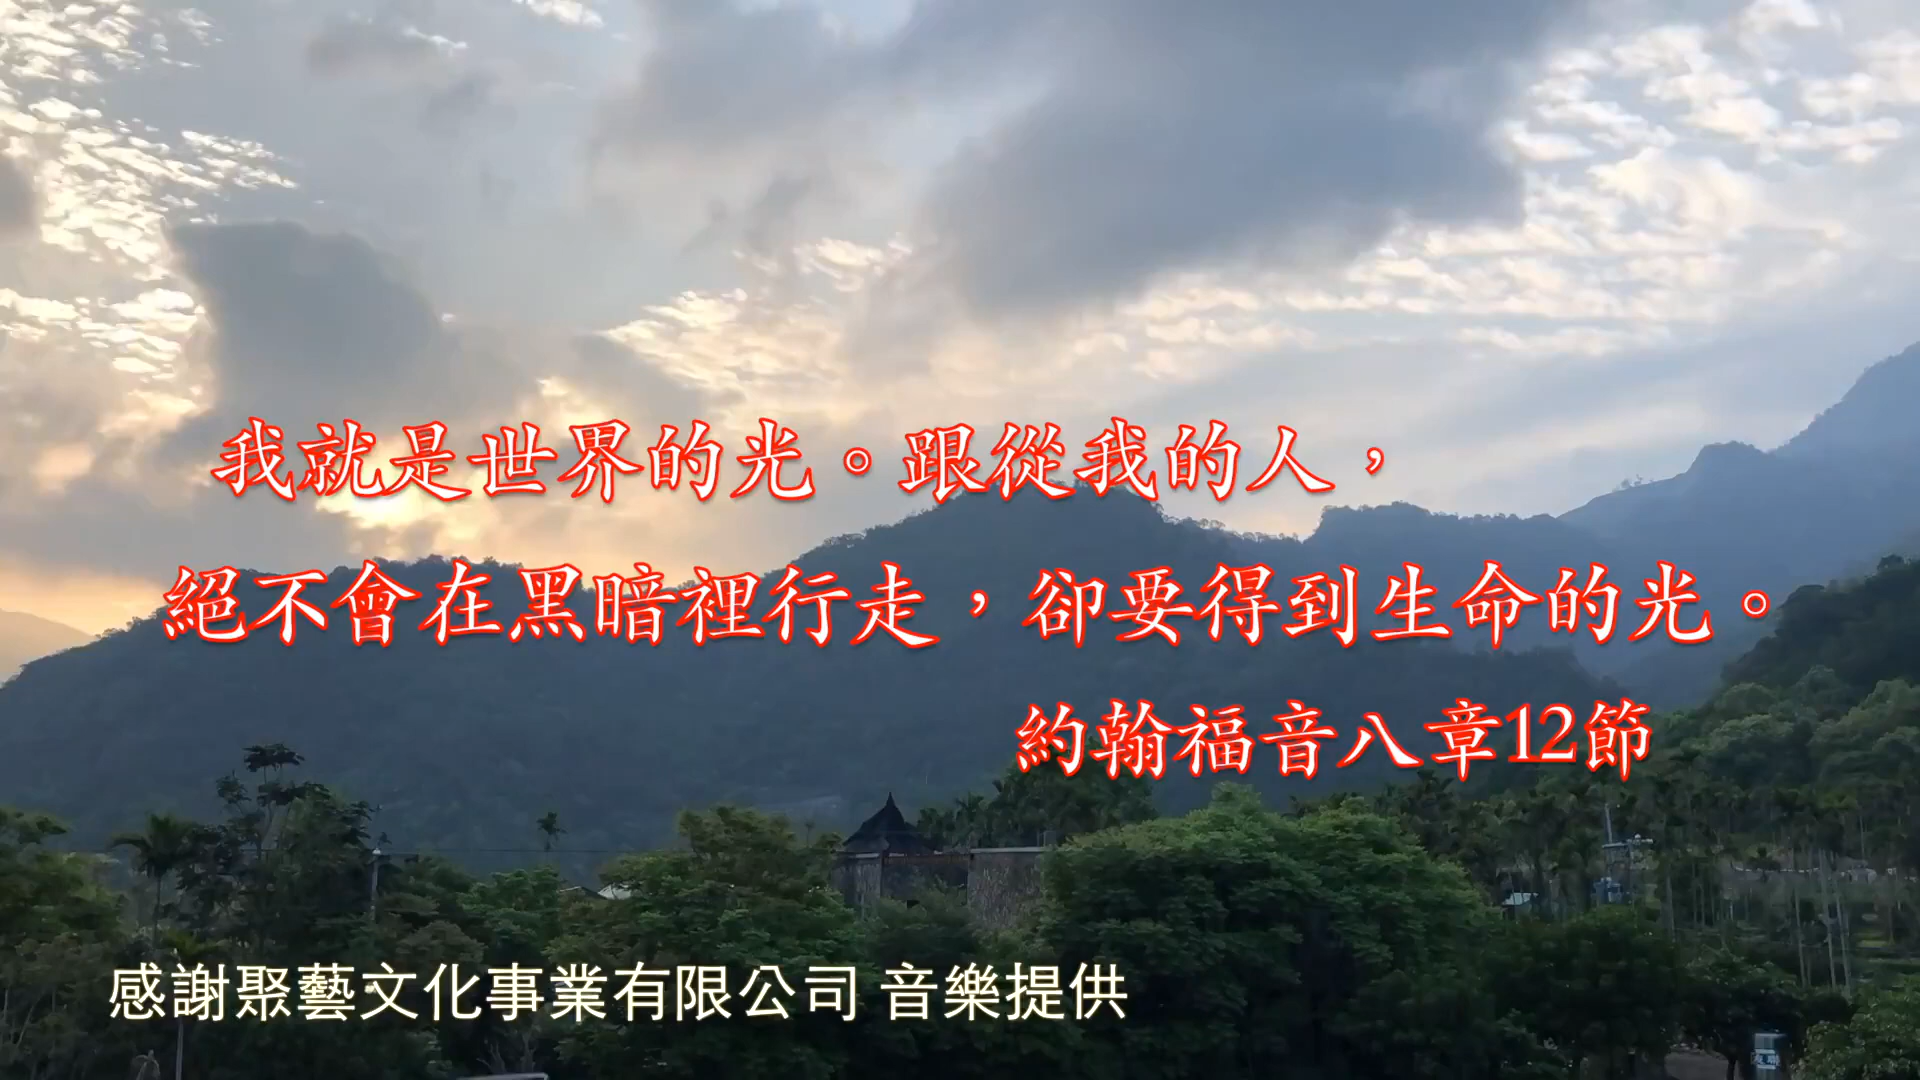 我就是世界的光。跟從我的人，
絕不會在黑暗裡行走，卻要得到生命的光。
約翰福音八章12節
感謝聚藝文化事業有限公司 音樂提供